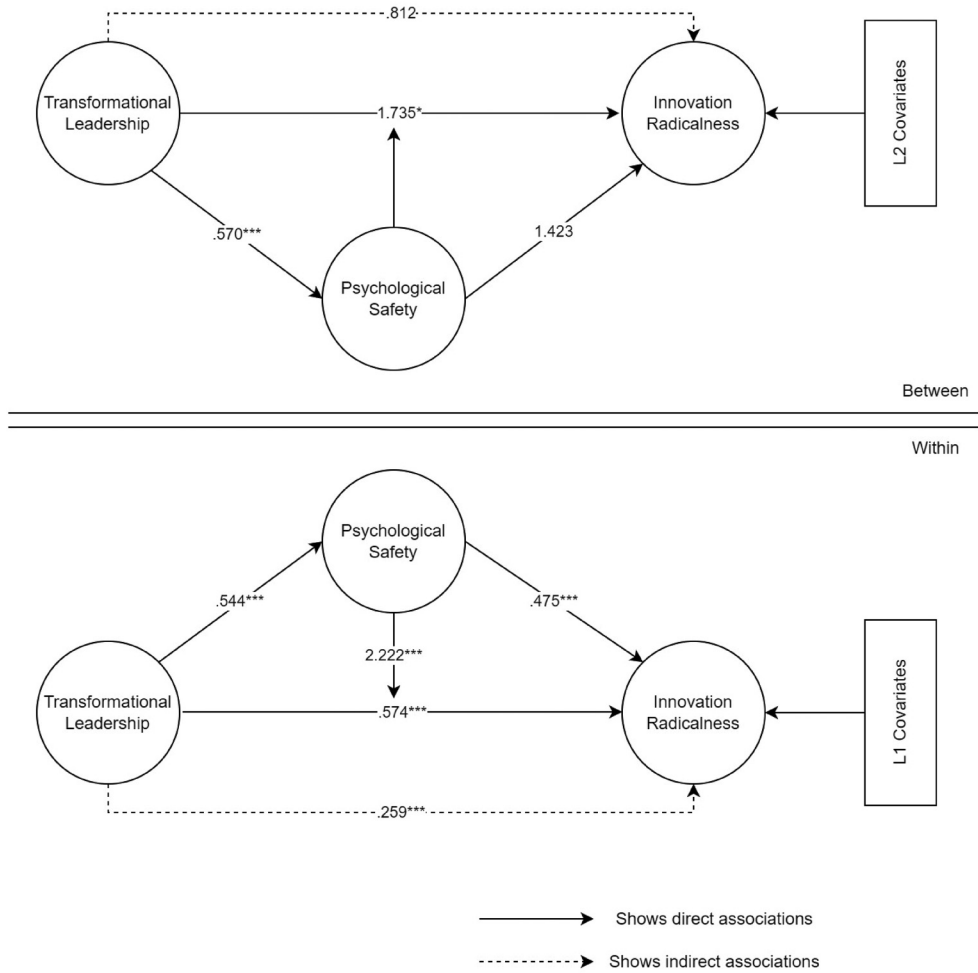 .812
Transformational
Leadership
1.735*
Innovation
Radicalness
L2 Covariates
.570***
Psychological
Safety
1.423
Between
Within
Psychological
Safety
.544***
.475***
2.222***
Transformational
Leadership
.574***
Innovation
Radicalness
L1 Covariates
.259***
Shows direct associations
Shows indirect associations